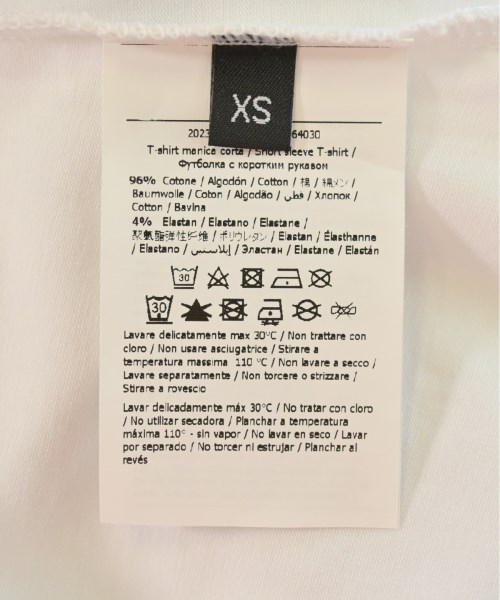 XS
2023 64030
T-shirt manica corta / Short sleeve T-shirt /
Футболка с коротким рукавом
96% Cotone / Algodón / Cotton / 棉 / 綿メン /
Baumwolle / Coton / Algodão / قطن / Хлопок /
Cotton / Bavlna
4% Elastan / Elastano / Elastane /
聚氨酯弹性纤维 / ポリウレタン / Elastan / Élasthanne
/ Elastano / إيلاستين / Эластан / Elastane / Elastán
30
30
Lavare delicatamente max 30°C / Non trattare con
cloro / Non usare asciugatrice / Stirare a
temperatura massima 110 °C / Non lavare a secco /
Lavare separatamente / Non torcere o strizzare /
Stirare a rovescio
Lavar delicadamente máx 30°C / No tratar con cloro
/ No utilizar secadora / Planchar a temperatura
máxima 110° - sin vapor / No lavar en seco / Lavar
por separado / No torcer ni estrujar / Planchar al
revés